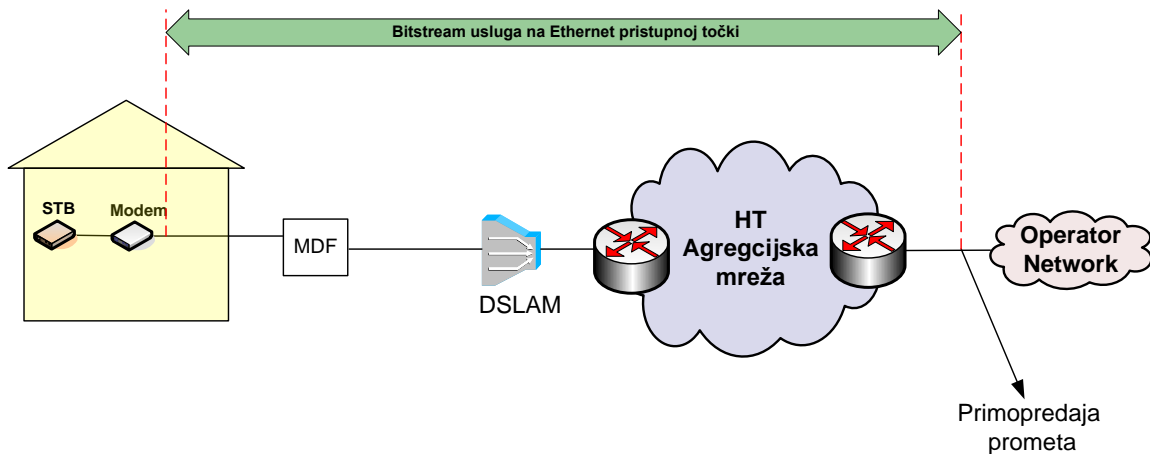 Bitstream usluga na Ethernet pristupnoj točki
STB
Modem
MDF
DSLAM
HT
Agregcijska
mreža
Operator
Network
Primopredaja
prometa